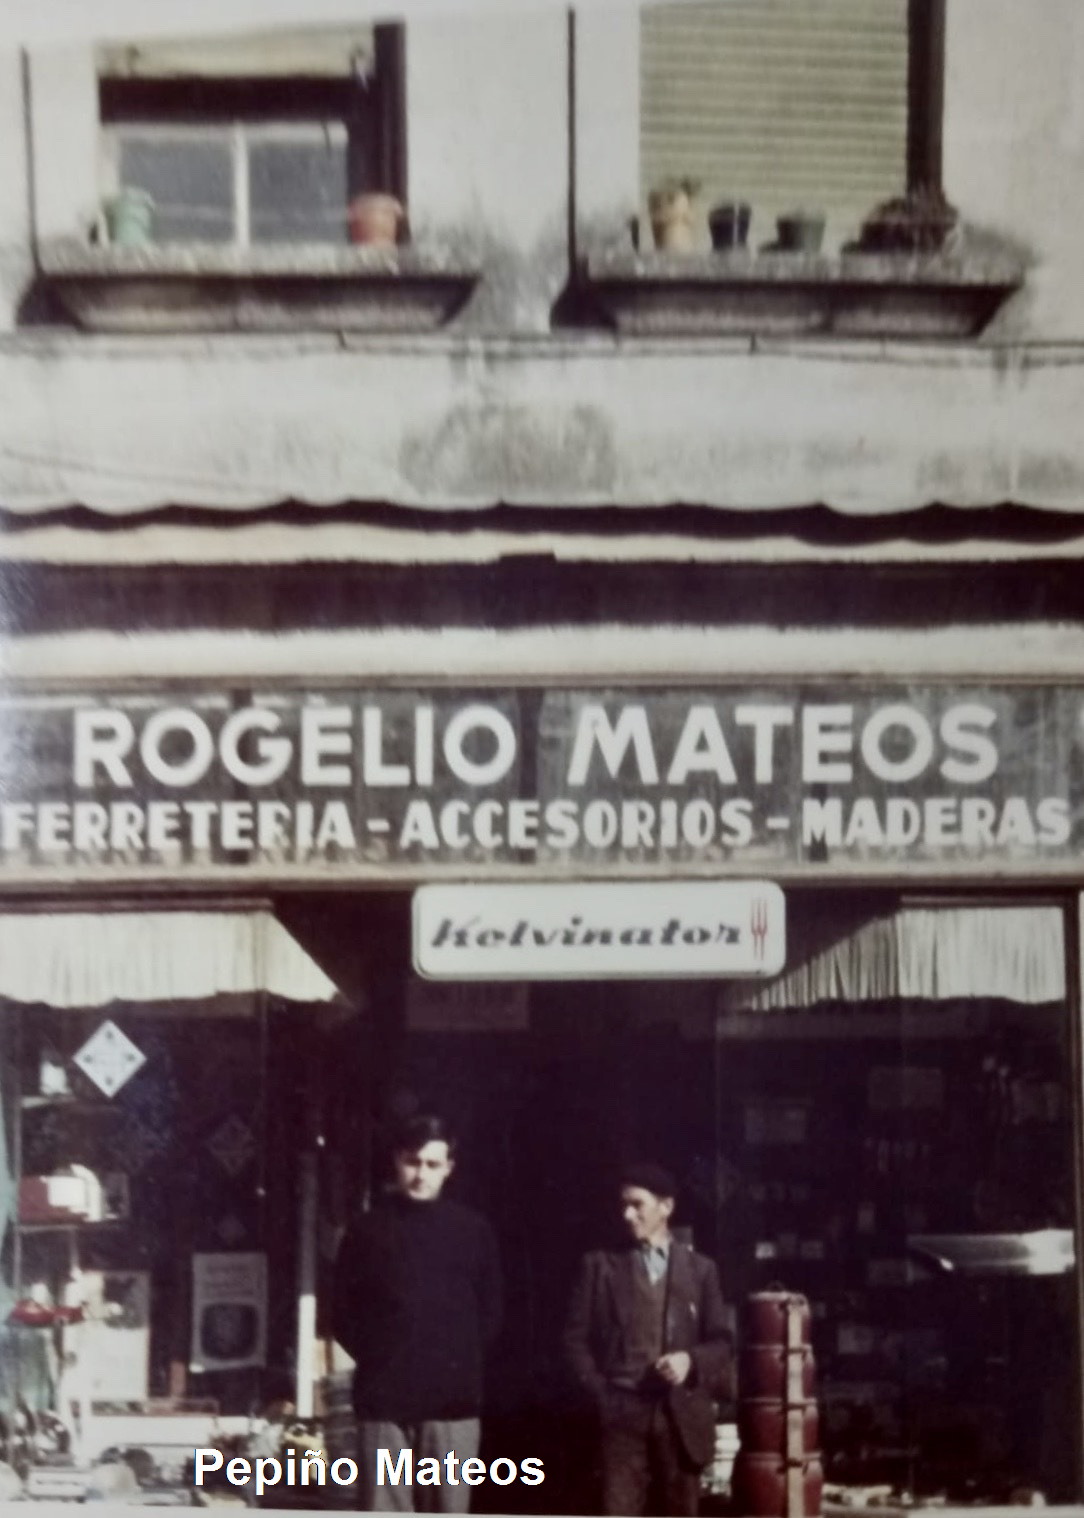 ROGELIO MATEOS
FERRETERIA - ACCESORIOS - MADERAS
Kelvinator
Pepiño Mateos